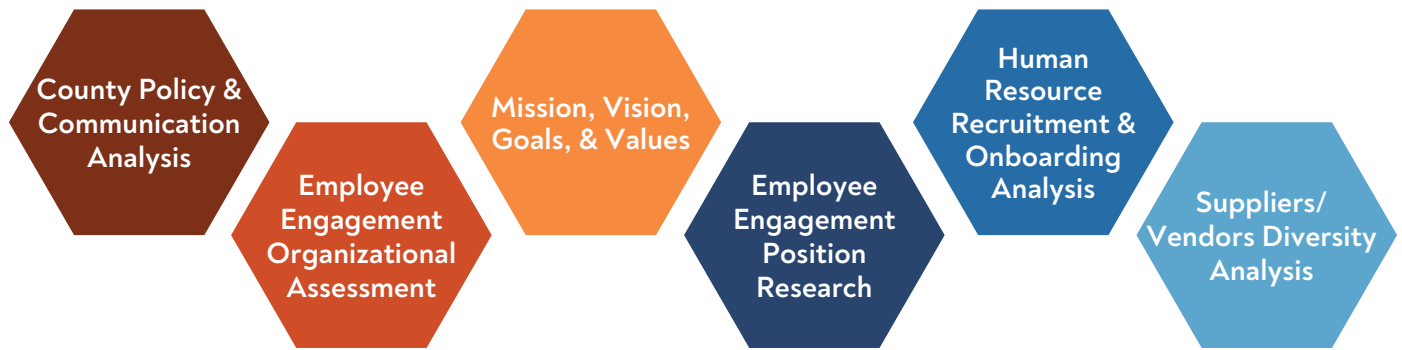 County Policy &
Communication
Analysis
Employee
Engagement
Organizational
Assessment
Mission, Vision,
Goals, & Values
Employee
Engagement
Position
Research
Human
Resource
Recruitment &
Onboarding
Analysis
Suppliers/
Vendors Diversity
Analysis